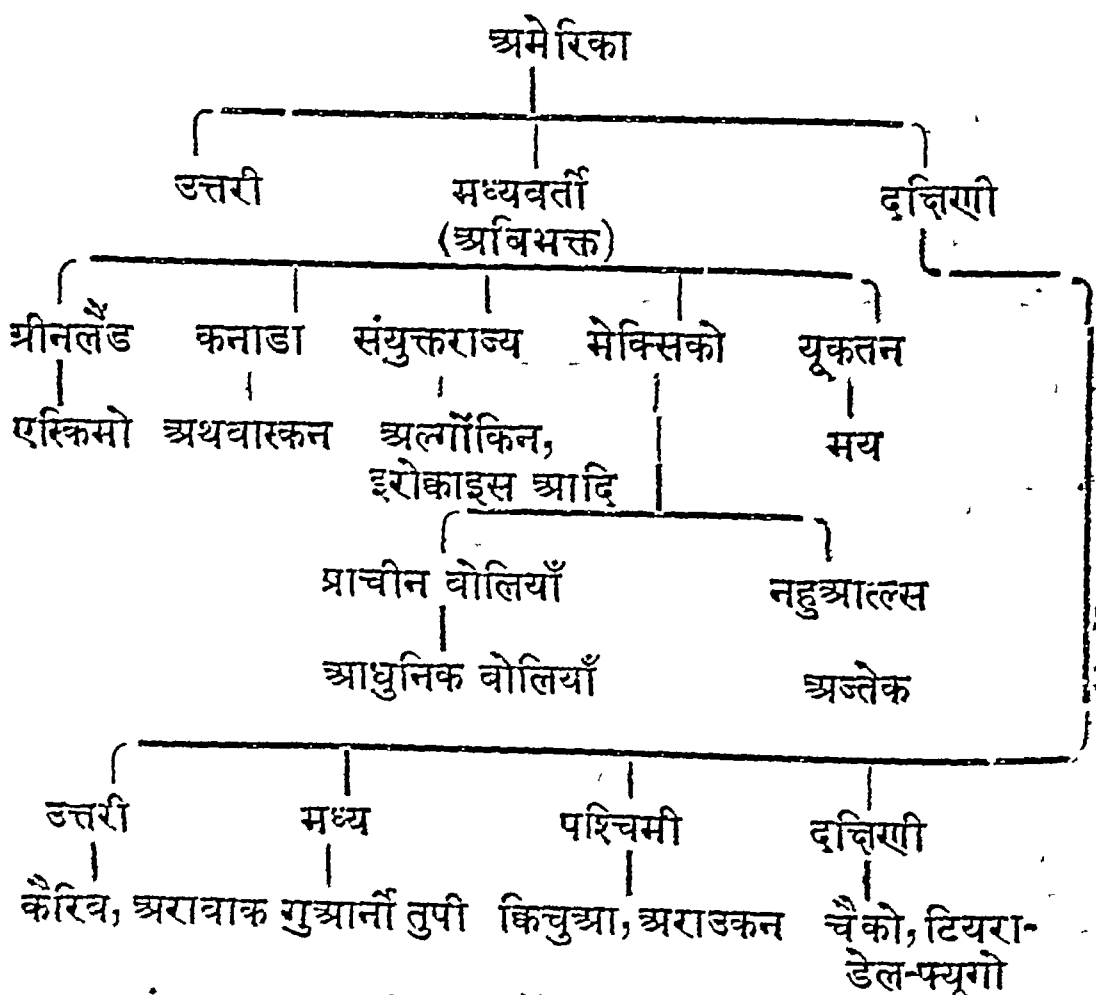 अमेरिका
उत्तरी मध्यवर्ती दक्षिणी
(अविभक्त)
ग्रीनलैंड कनाडा संयुक्तराज्य मेक्सिको यूकतन
एस्किमो अथवास्कन अल्गोंकिन, मय
इरोक्वाइस आदि
प्राचीन वोलियाँ नहुआत्ल्स
आधुनिक वोलियाँ अज्तेक
उत्तरी मध्य पश्चिमी दक्षिणी
कैरिव, अरावाक गुआर्नी तुपी क्विचुआ, अराउकन चैको, टियरा-
डेल-फ्यूगो